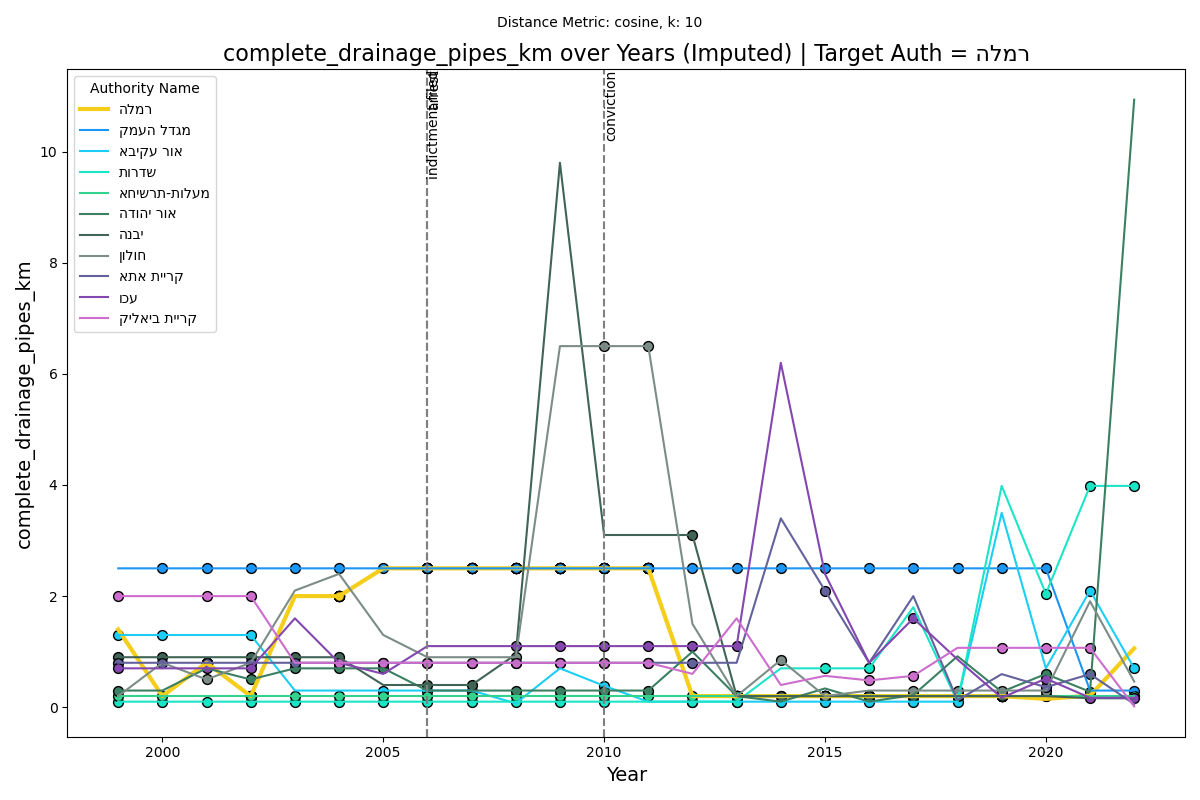 Distance Metric: cosine, k: 10
complete_drainage_pipes_km over Years (Imputed) | Target Auth = רמלה
Authority Name
רמלה
מגדל העמק
אור עקיבא
שדרות
מעלות-תרשיחא
אור יהודה
יבנה
חולון
קריית אתא
עכו
קריית ביאליק
indictment
conviction
complete_drainage_pipes_km
10
8
6
4
2
0
2000 2005 2010 2015 2020
Year